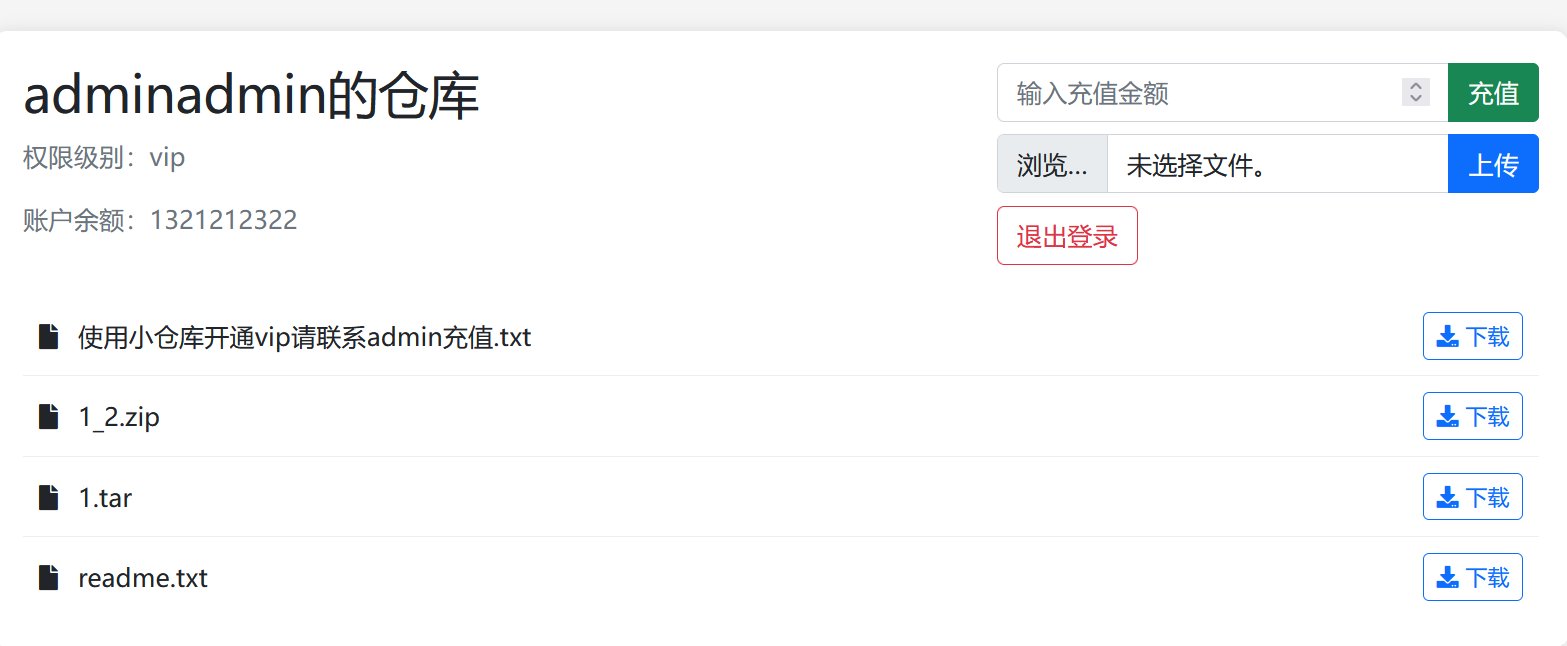 adminadmin的仓库
权限级别：vip
账户余额：1321212322
输入充值金额
充值
浏览...
未选择文件。
上传
退出登录
使用小仓库开通vip请联系admin充值.txt
下载
1_2.zip
下载
1.tar
下载
readme.txt
下载